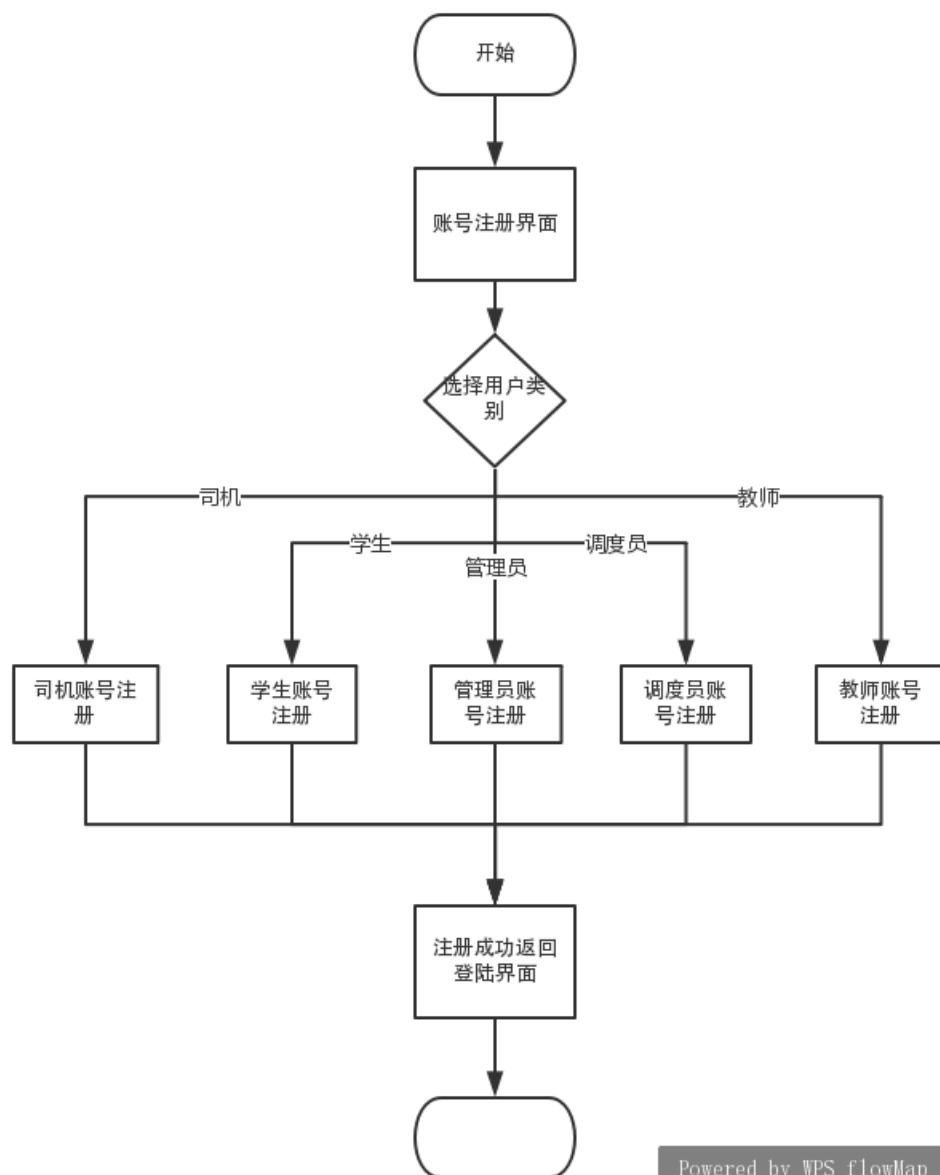 开始
账号注册界面
选择用户类
别
司机
教师
学生
调度员
管理员
司机账号注
册
学生账号
注册
管理员账
号注册
调度员账
号注册
教师账号
注册
注册成功返回
登陆界面
Powered by WPS flowMap